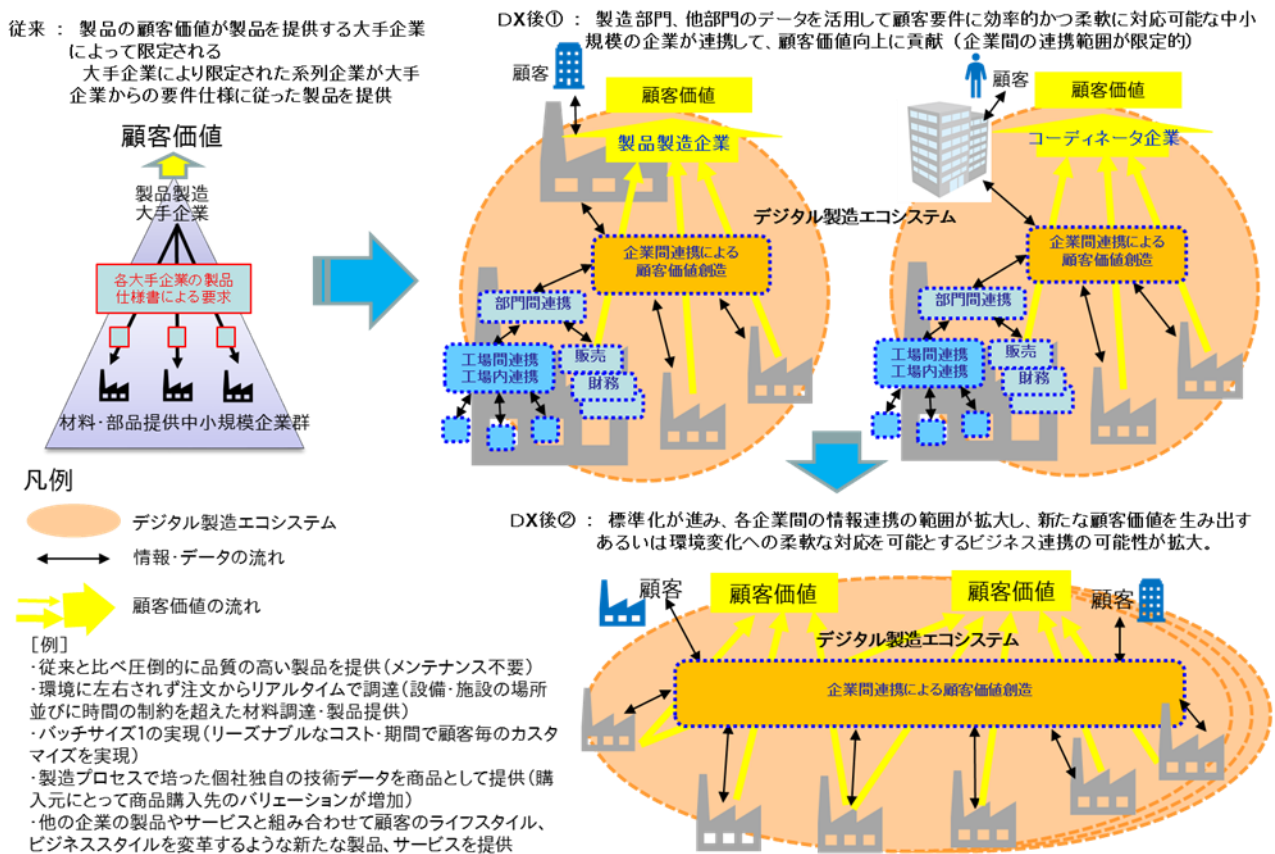 従来 : 製品の顧客価値が製品を提供する大手企業
によって限定される
大手企業により限定された系列企業が大手
企業からの要件仕様に従った製品を提供
顧客価値
製品製造
大手企業
各大手企業の製品
仕様書による要求
材料・部品提供中小規模企業群
DX後① : 製造部門、他部門のデータを活用して顧客要件に効率的かつ柔軟に対応可能な中小
規模の企業が連携して、顧客価値向上に貢献（企業間の連携範囲が限定的）
顧客
顧客価値
製品製造企業
企業間連携による
顧客価値創造
部門間連携
工場間連携
工場内連携
販売
財務
デジタル製造エコシステム
顧客
顧客価値
コーディネータ企業
企業間連携による
顧客価値創造
部門間連携
工場間連携
工場内連携
販売
財務
凡例
デジタル製造エコシステム
情報・データの流れ
顧客価値の流れ
［例］
・従来と比べ圧倒的に品質の高い製品を提供（メンテナンス不要）
・環境に左右されず注文からリアルタイムで調達（設備・施設の場所
並びに時間の制約を超えた材料調達・製品提供）
・バッチサイズ1の実現（リーズナブルなコスト・期間で顧客毎のカスタ
マイズを実現）
・製造プロセスで培った個社独自の技術データを商品として提供（購
入元にとって商品購入先のバリェーションが増加）
・他の企業の製品やサービスと組み合わせて顧客のライフスタイル、
ビジネススタイルを変革するような新たな製品、サービスを提供
DX後② : 標準化が進み、各企業間の情報連携の範囲が拡大し、新たな顧客価値を生み出す
あるいは環境変化への柔軟な対応を可能とするビジネス連携の可能性が拡大。
顧客
顧客価値
顧客価値
顧客
デジタル製造エコシステム
企業間連携による顧客価値創造